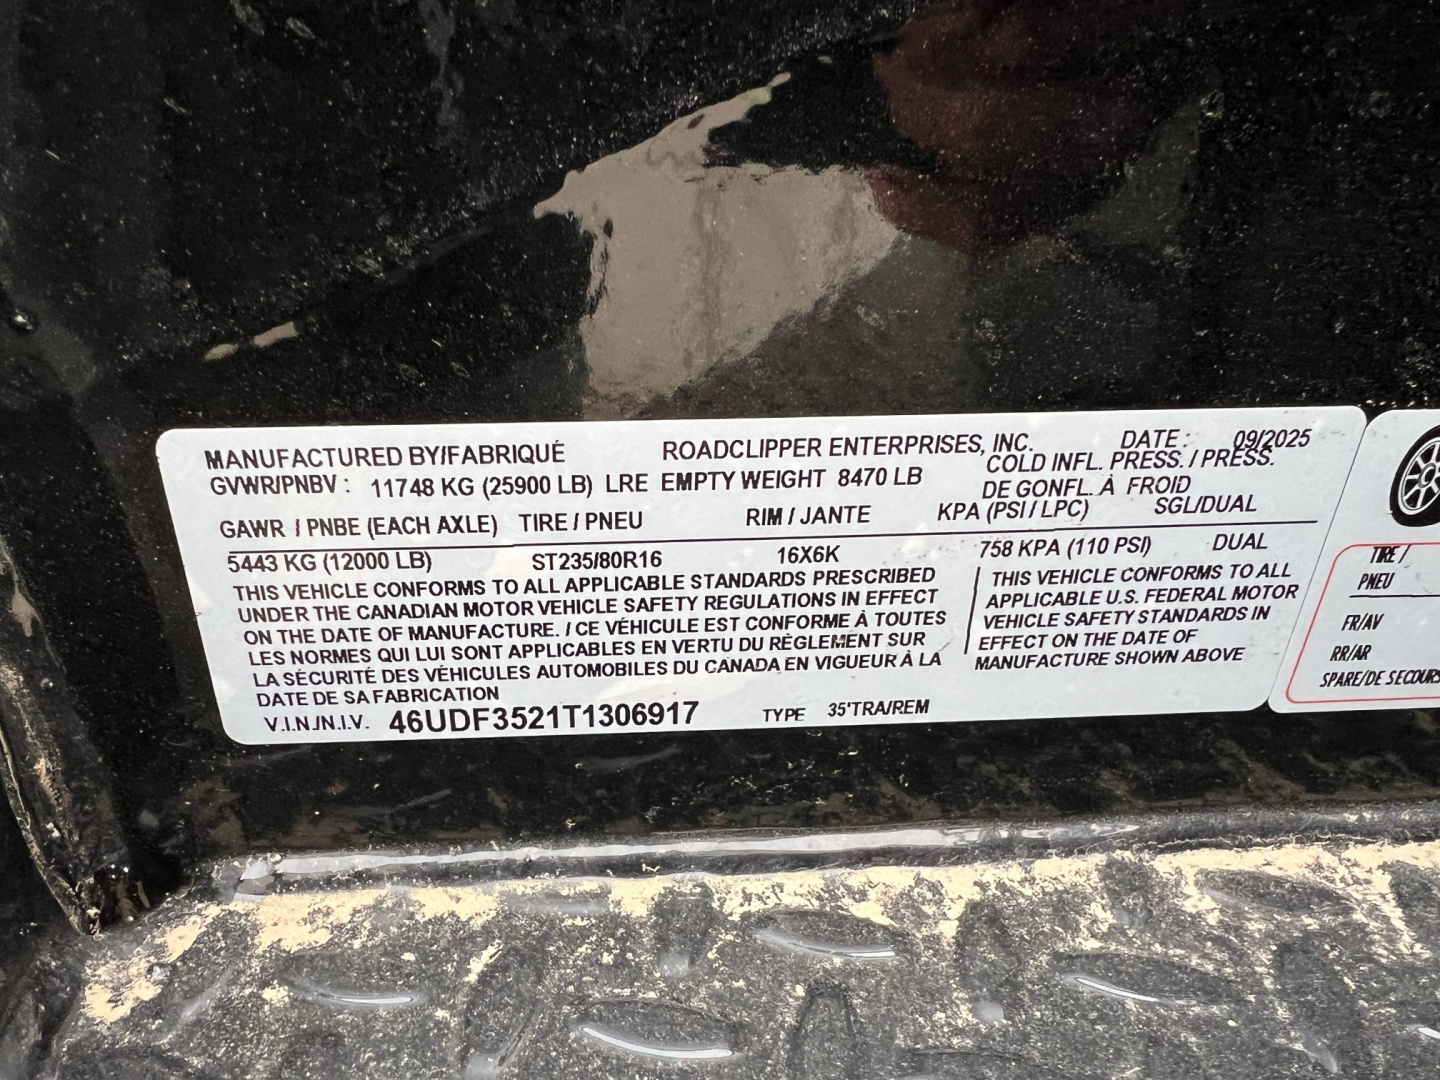 MANUFACTURED BY/FABRIQUÉ ROADCLIPPER ENTERPRISES, INC. DATE: 09/2025
GVWR/PNBV: 11748 KG (25900 LB) LRE EMPTY WEIGHT 8470 LB COLD INFL. PRESS. / PRESS.
DE GONFL. À FROID
GAWR / PNBE (EACH AXLE) TIRE / PNEU RIM / JANTE KPA (PSI / LPC) SGL/DUAL
5443 KG (12000 LB) ST235/80R16 16X6K 758 KPA (110 PSI) DUAL
THIS VEHICLE CONFORMS TO ALL APPLICABLE STANDARDS PRESCRIBED
UNDER THE CANADIAN MOTOR VEHICLE SAFETY REGULATIONS IN EFFECT
ON THE DATE OF MANUFACTURE. / CE VÉHICULE EST CONFORME À TOUTES
LES NORMES QUI LUI SONT APPLICABLES EN VERTU DU RÈGLEMENT SUR
LA SÉCURITÉ DES VÉHICULES AUTOMOBILES DU CANADA EN VIGUEUR À LA
DATE DE SA FABRICATION
THIS VEHICLE CONFORMS TO ALL
APPLICABLE U.S. FEDERAL MOTOR
VEHICLE SAFETY STANDARDS IN
EFFECT ON THE DATE OF
MANUFACTURE SHOWN ABOVE
V.I.N./N.I.V. 46UDF3521T1306917 TYPE 35'TRA/REM
TIRE /
PNEU
FR/AV
RR/AR
SPARE/DE SECOURS